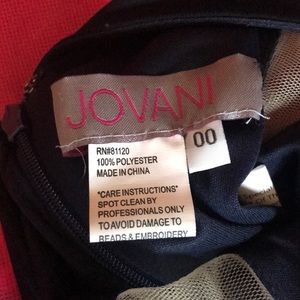 JOVANI
00
RN#81120
100% POLYESTER
MADE IN CHINA
"CARE INSTRUCTIONS"
SPOT CLEAN BY
PROFESSIONALS ONLY
TO AVOID DAMAGE TO
BEADS & EMBROIDERY